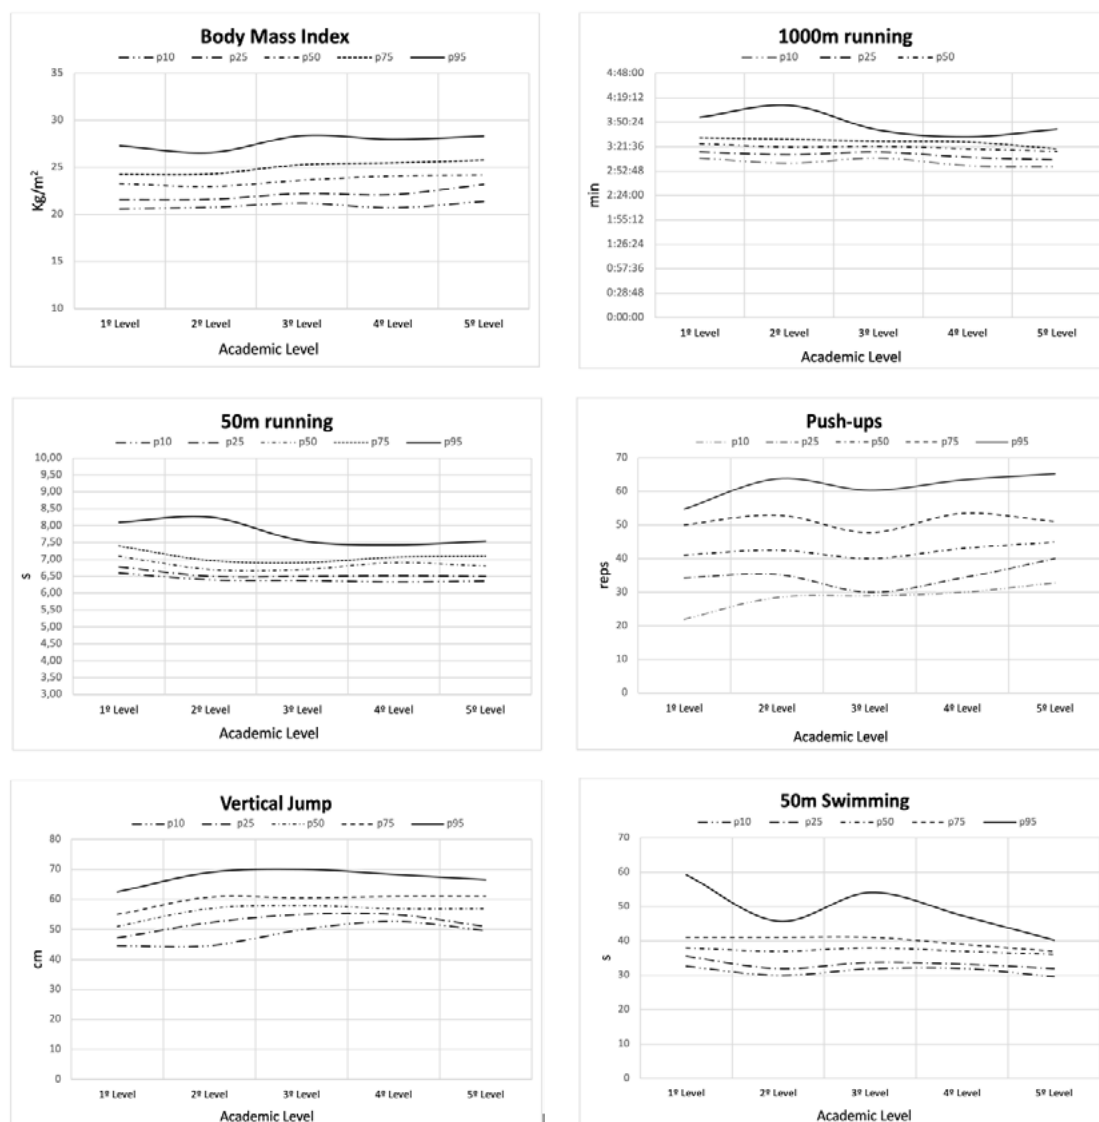 Body Mass Index
p10 p25 p50 p75 p95
35
30
25
20
15
10
Kg/m²
1º Level 2º Level 3º Level 4º Level 5º Level
Academic Level
1000m running
p10 p25 p50
4:48:00
4:19:12
3:50:24
3:21:36
2:52:48
2:24:00
1:55:12
1:26:24
0:57:36
0:28:48
0:00:00
min
1º Level 2º Level 3º Level 4º Level 5º Level
Academic Level
50m running
p10 p25 p50 p75 p95
10,00
9,50
9,00
8,50
8,00
7,50
7,00
6,50
6,00
5,50
5,00
4,50
4,00
3,50
3,00
s
1º Level 2º Level 3º Level 4º Level 5º Level
Academic Level
Push-ups
p10 p25 p50 p75 p95
70
60
50
40
30
20
10
0
reps
1º Level 2º Level 3º Level 4º Level 5º Level
Academic Level
Vertical Jump
p10 p25 p50 p75 p95
80
70
60
50
40
30
20
10
0
cm
1º Level 2º Level 3º Level 4º Level 5º Level
Academic Level
50m Swimming
p10 p25 p50 p75 p95
70
60
50
40
30
20
10
0
s
1º Level 2º Level 3º Level 4º Level 5º Level
Academic Level